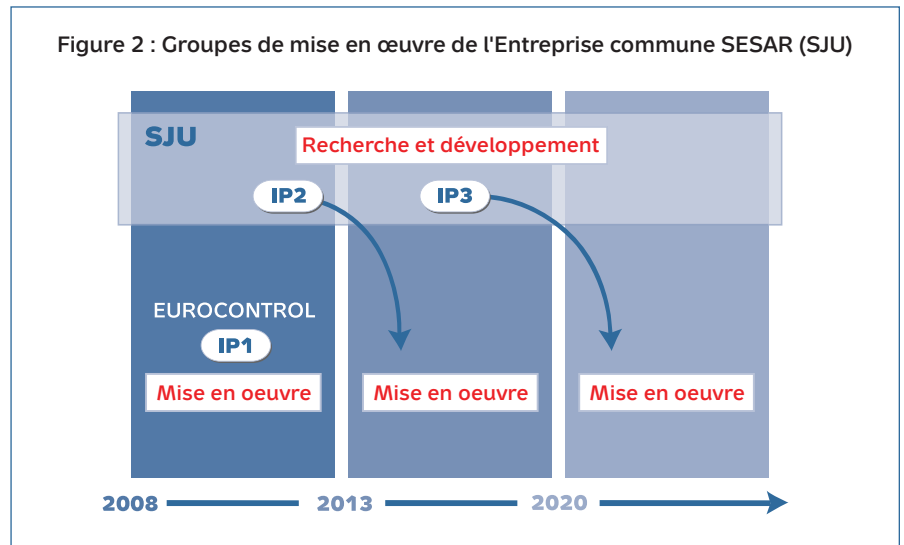 Figure 2 : Groupes de mise en œuvre de l'Entreprise commune SESAR (SJU)
SJU
Recherche et développement
IP2
IP3
EUROCONTROL
IP1
Mise en oeuvre
Mise en oeuvre
Mise en oeuvre
2008
2013
2020